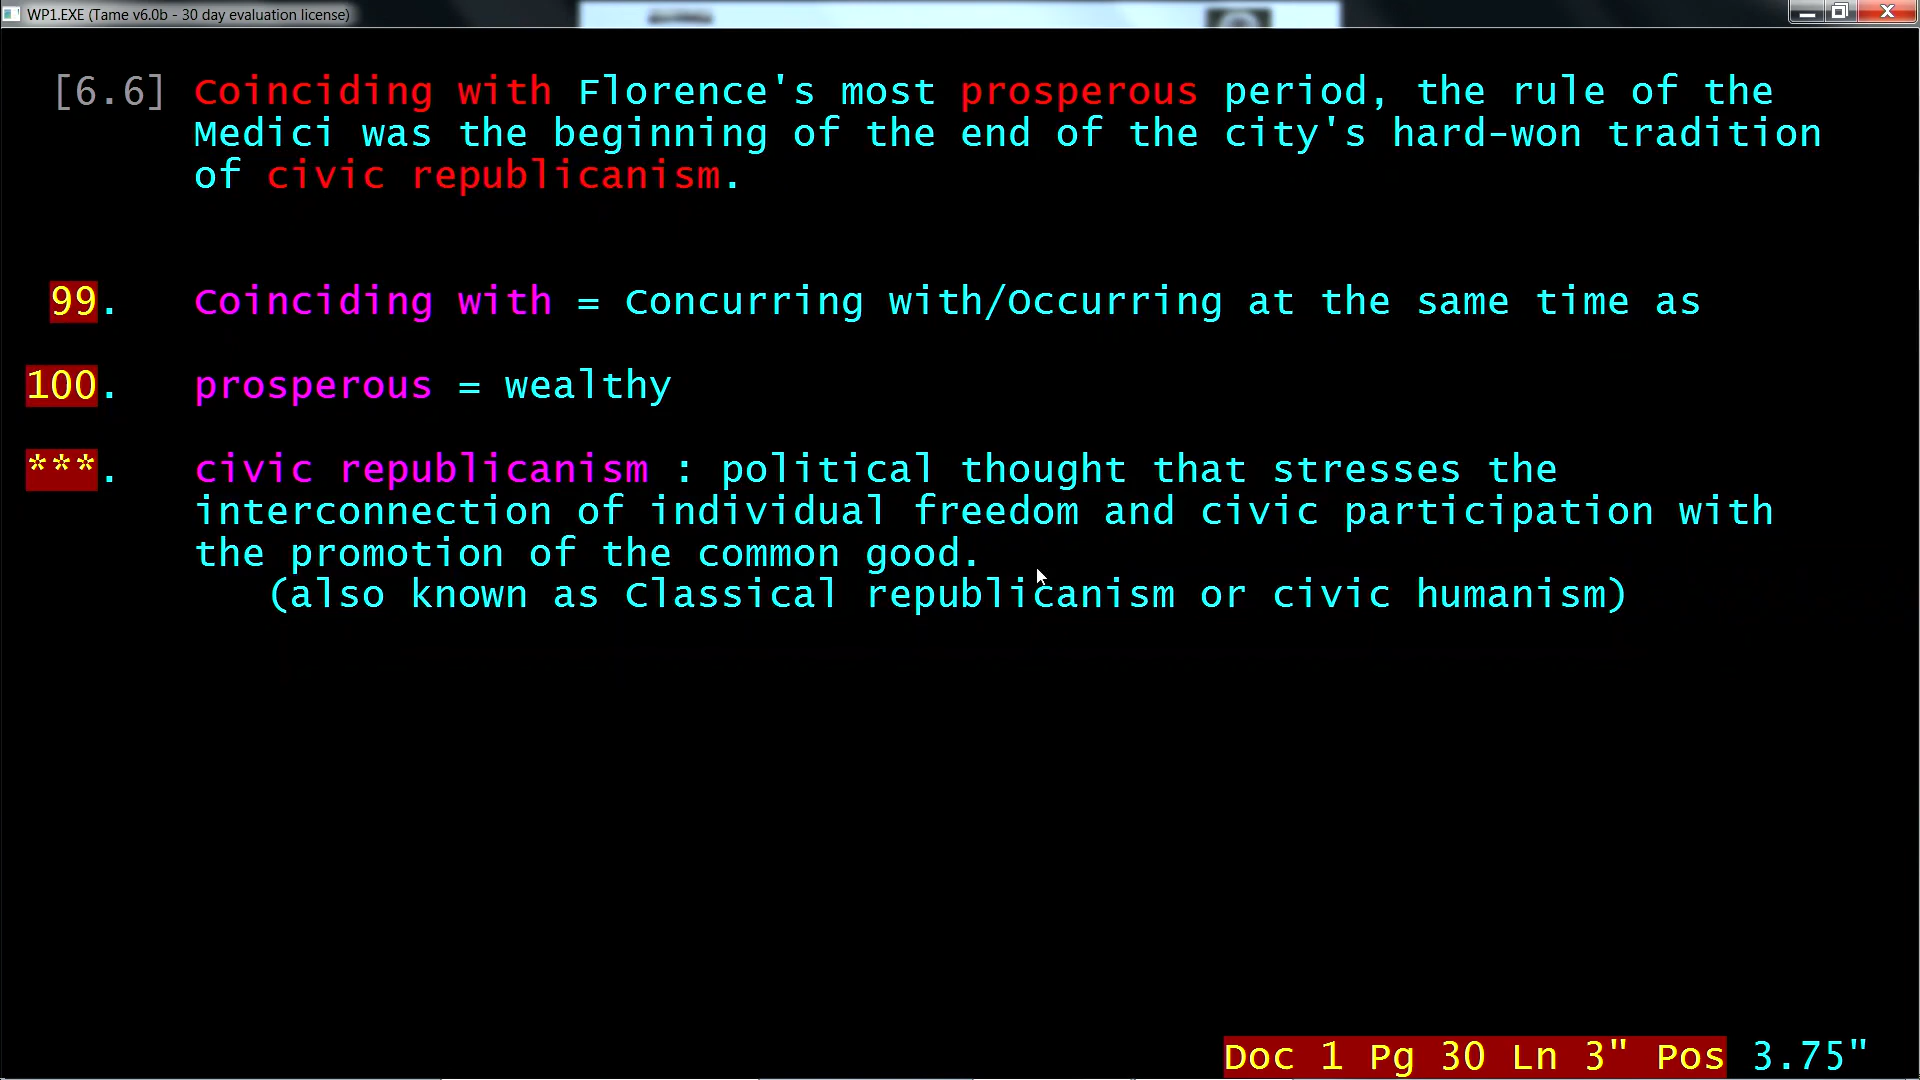 WP1.EXE (Tame v6.0b - 30 day evaluation license)
[6.6] Coinciding with Florence's most prosperous period, the rule of the
Medici was the beginning of the end of the city's hard-won tradition
of civic republicanism.
99. Coinciding with = Concurring with/Occurring at the same time as
100. prosperous = wealthy
***. civic republicanism : political thought that stresses the
interconnection of individual freedom and civic participation with
the promotion of the common good.
(also known as Classical republicanism or civic humanism)
Doc 1 Pg 30 Ln 3" Pos 3.75"